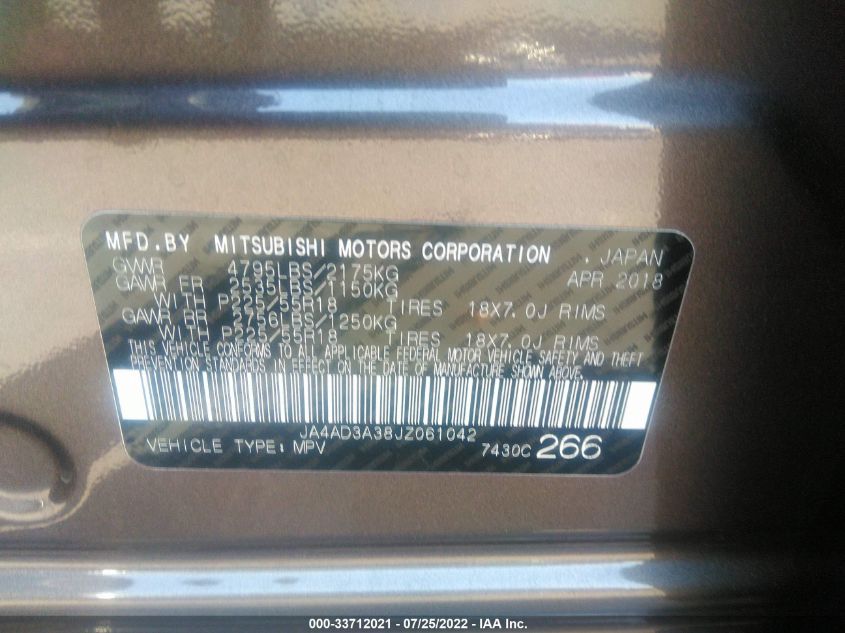 MFD.BY MITSUBISHI MOTORS CORPORATION , JAPAN
GVWR 4795LBS/2175KG APR 2018
GAWR FR 2535LBS/1150KG
WITH P225/55R18 TIRES 18X7.0J RIMS
GAWR RR 2756LBS/1250KG
WITH P225/55R18 TIRES 18X7.0J RIMS
THIS VEHICLE CONFORMS TO ALL APPLICABLE FEDERAL MOTOR VEHICLE SAFETY AND THEFT
PREVENTION STANDARDS IN EFFECT ON THE DATE OF MANUFACTURE SHOWN ABOVE.
JA4AD3A38JZ061042
VEHICLE TYPE: MPV 7430C 266
000-33712021 - 07/25/2022 - IAA Inc.